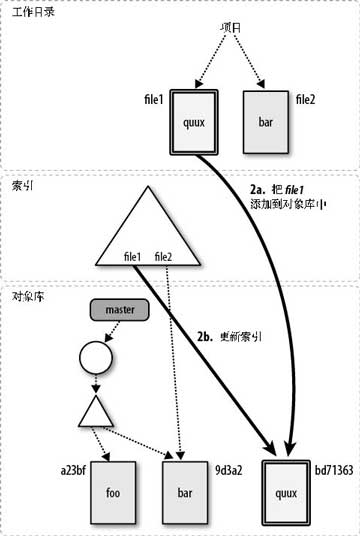 工作目录
项目
file1
file2
quux
bar
索引
2a. 把 file1
添加到对象库中
file1
file2
对象库
master
2b. 更新索引
a23bf
9d3a2
bd71363
foo
bar
quux